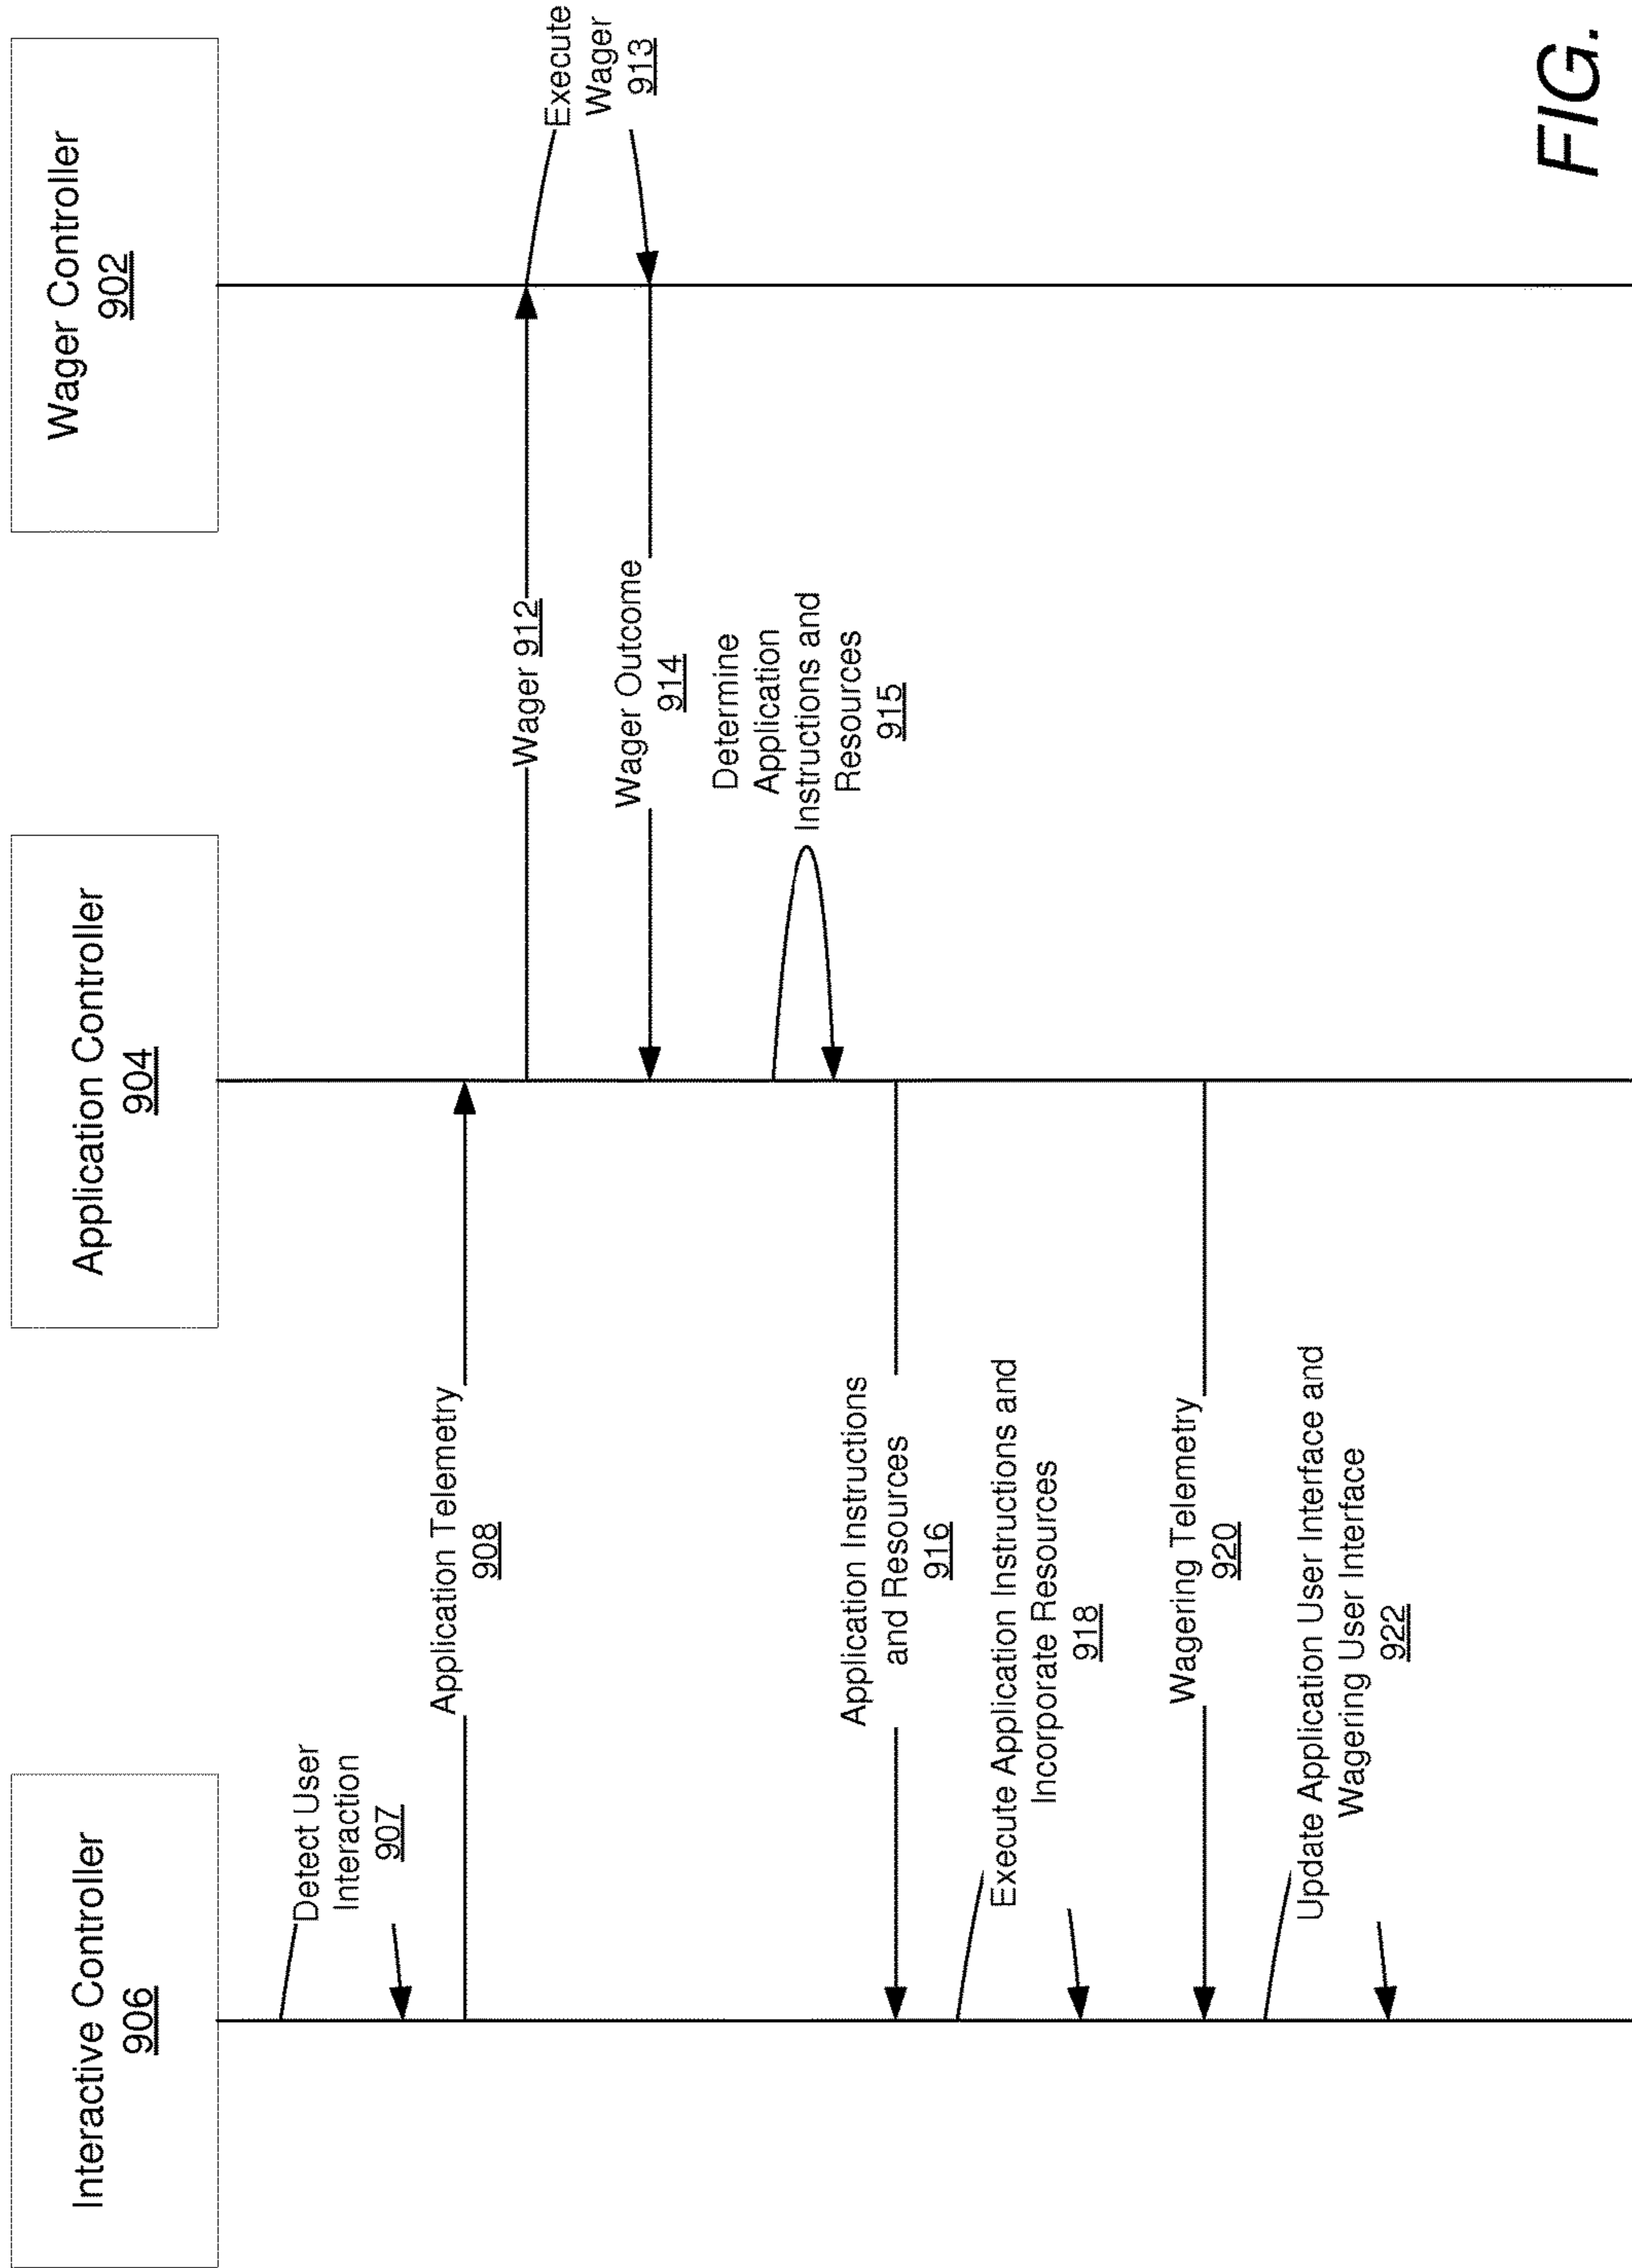 Interactive Controller
906
Application Controller
904
Wager Controller
902
Detect User
Interaction
907
Application Telemetry
908
Wager 912
Execute
Wager
913
Wager Outcome
914
Determine
Application
Instructions and
Resources
915
Application Instructions
and Resources
916
Execute Application Instructions and
Incorporate Resources
918
Wagering Telemetry
920
Update Application User Interface and
Wagering User Interface
922
FIG.